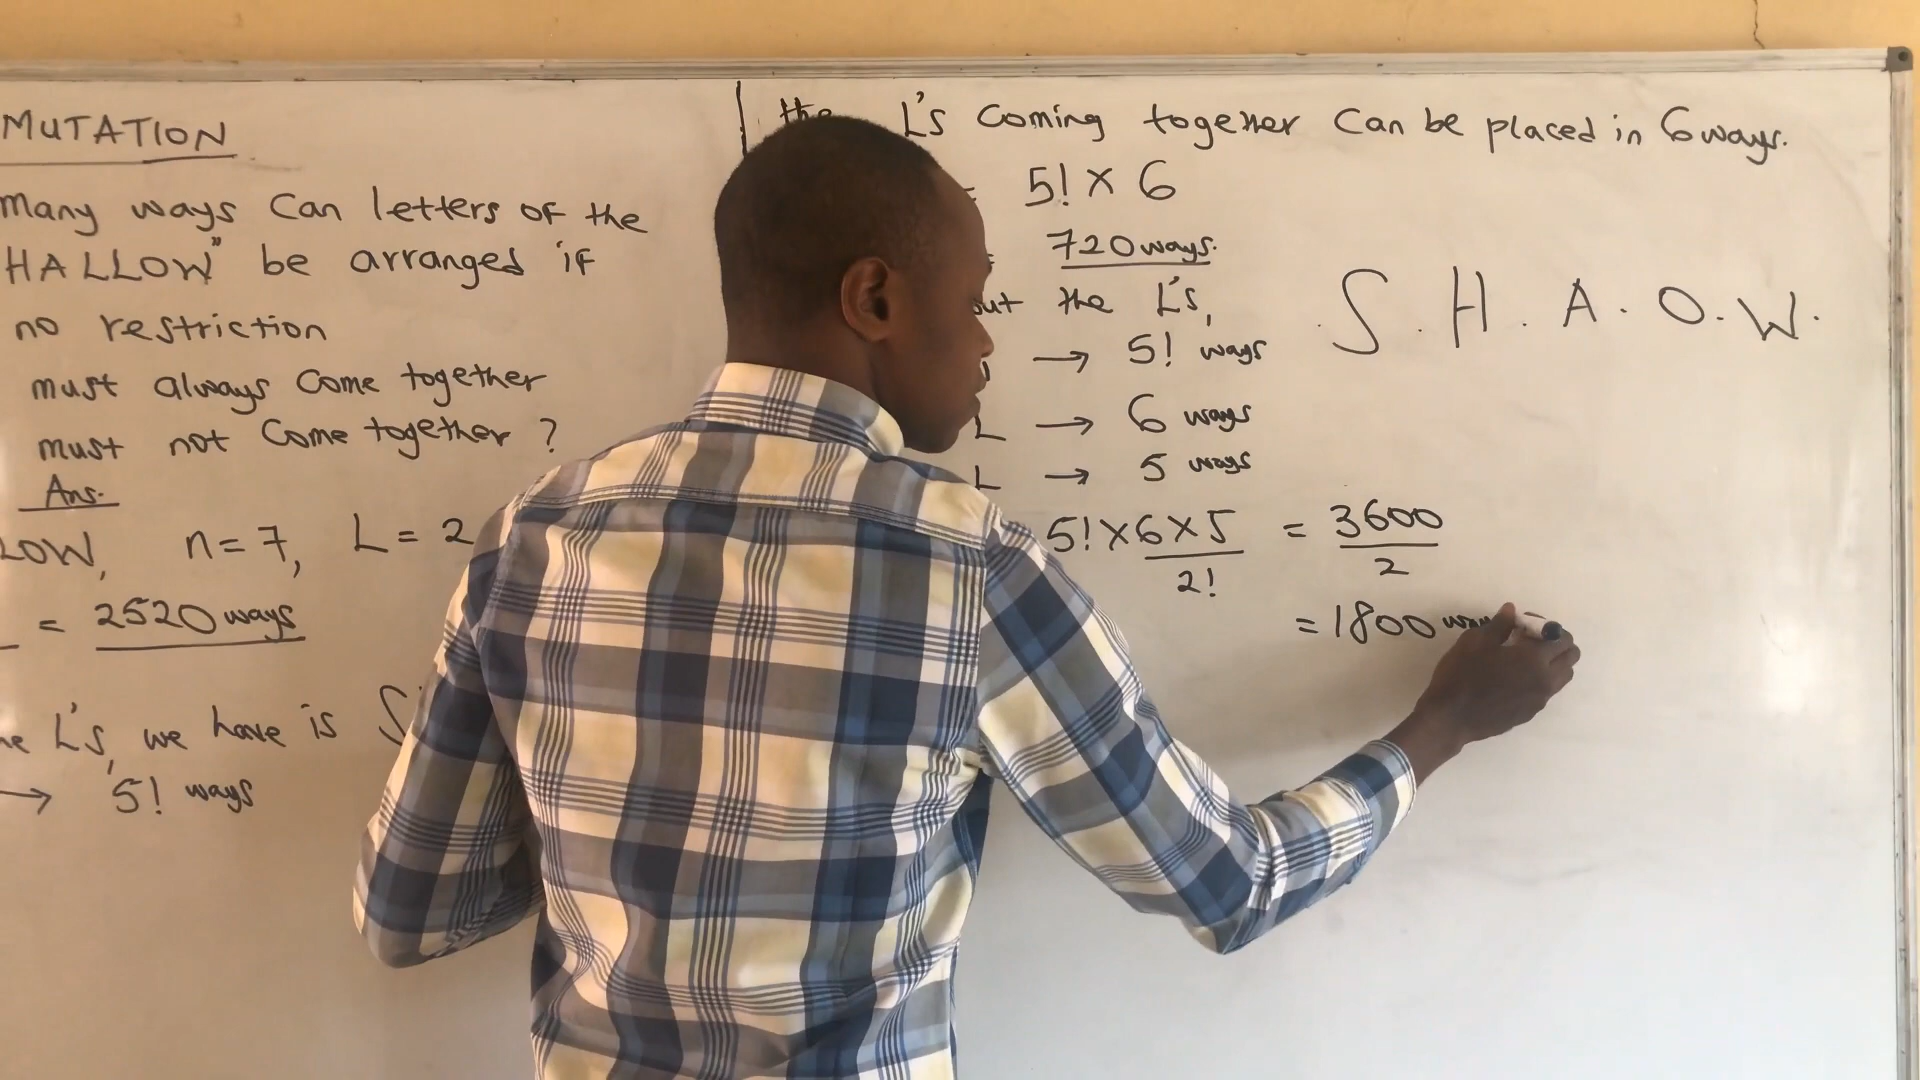 MUTATION
many ways can letters of the
HALLOW" be arranged if
no restriction
must always come together
must not come together ?
Ans.
LOW, n = 7, L = 2
= 2520 ways
L's, we have is S
→ 5! ways
the L's coming together can be placed in 6 ways.
= 5! × 6
= 720 ways.
out the L's,
→ 5! ways
L → 6 ways
L → 5 ways
5! × 6 × 5 = 3600
2! 2
= 1800
. S . H . A . O . W .